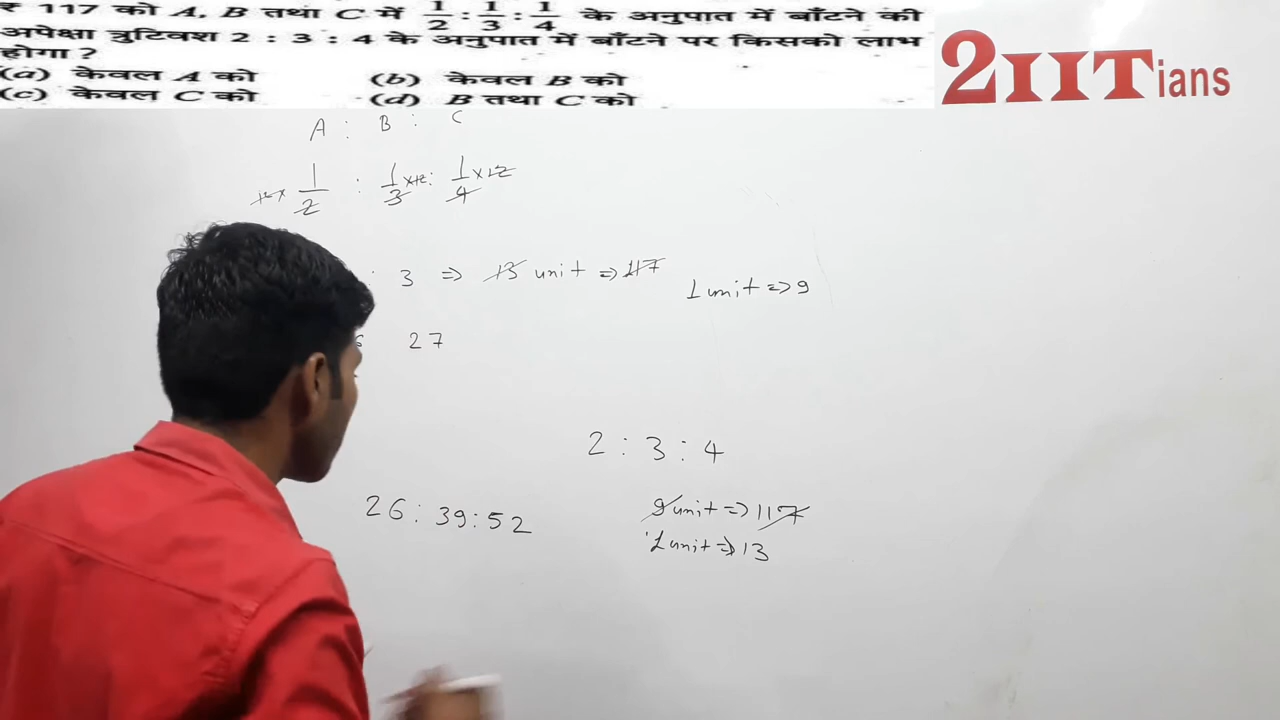 ₹ 117 को A, B तथा C में 1/2 : 1/3 : 1/4 के अनुपात में बाँटने की
अपेक्षा त्रुटिवश 2 : 3 : 4 के अनुपात में बाँटने पर किसको लाभ
होगा ?
(a) केवल A को (b) केवल B को
(c) केवल C को (d) B तथा C को
2IITians
A : B : C
12× 1/2 : 1/3 ×12 : 1/4 ×12
: 3 => 13 unit => 117
1 unit => 9
27
2 : 3 : 4
26 : 39 : 52
9 unit => 117
1 unit => 13